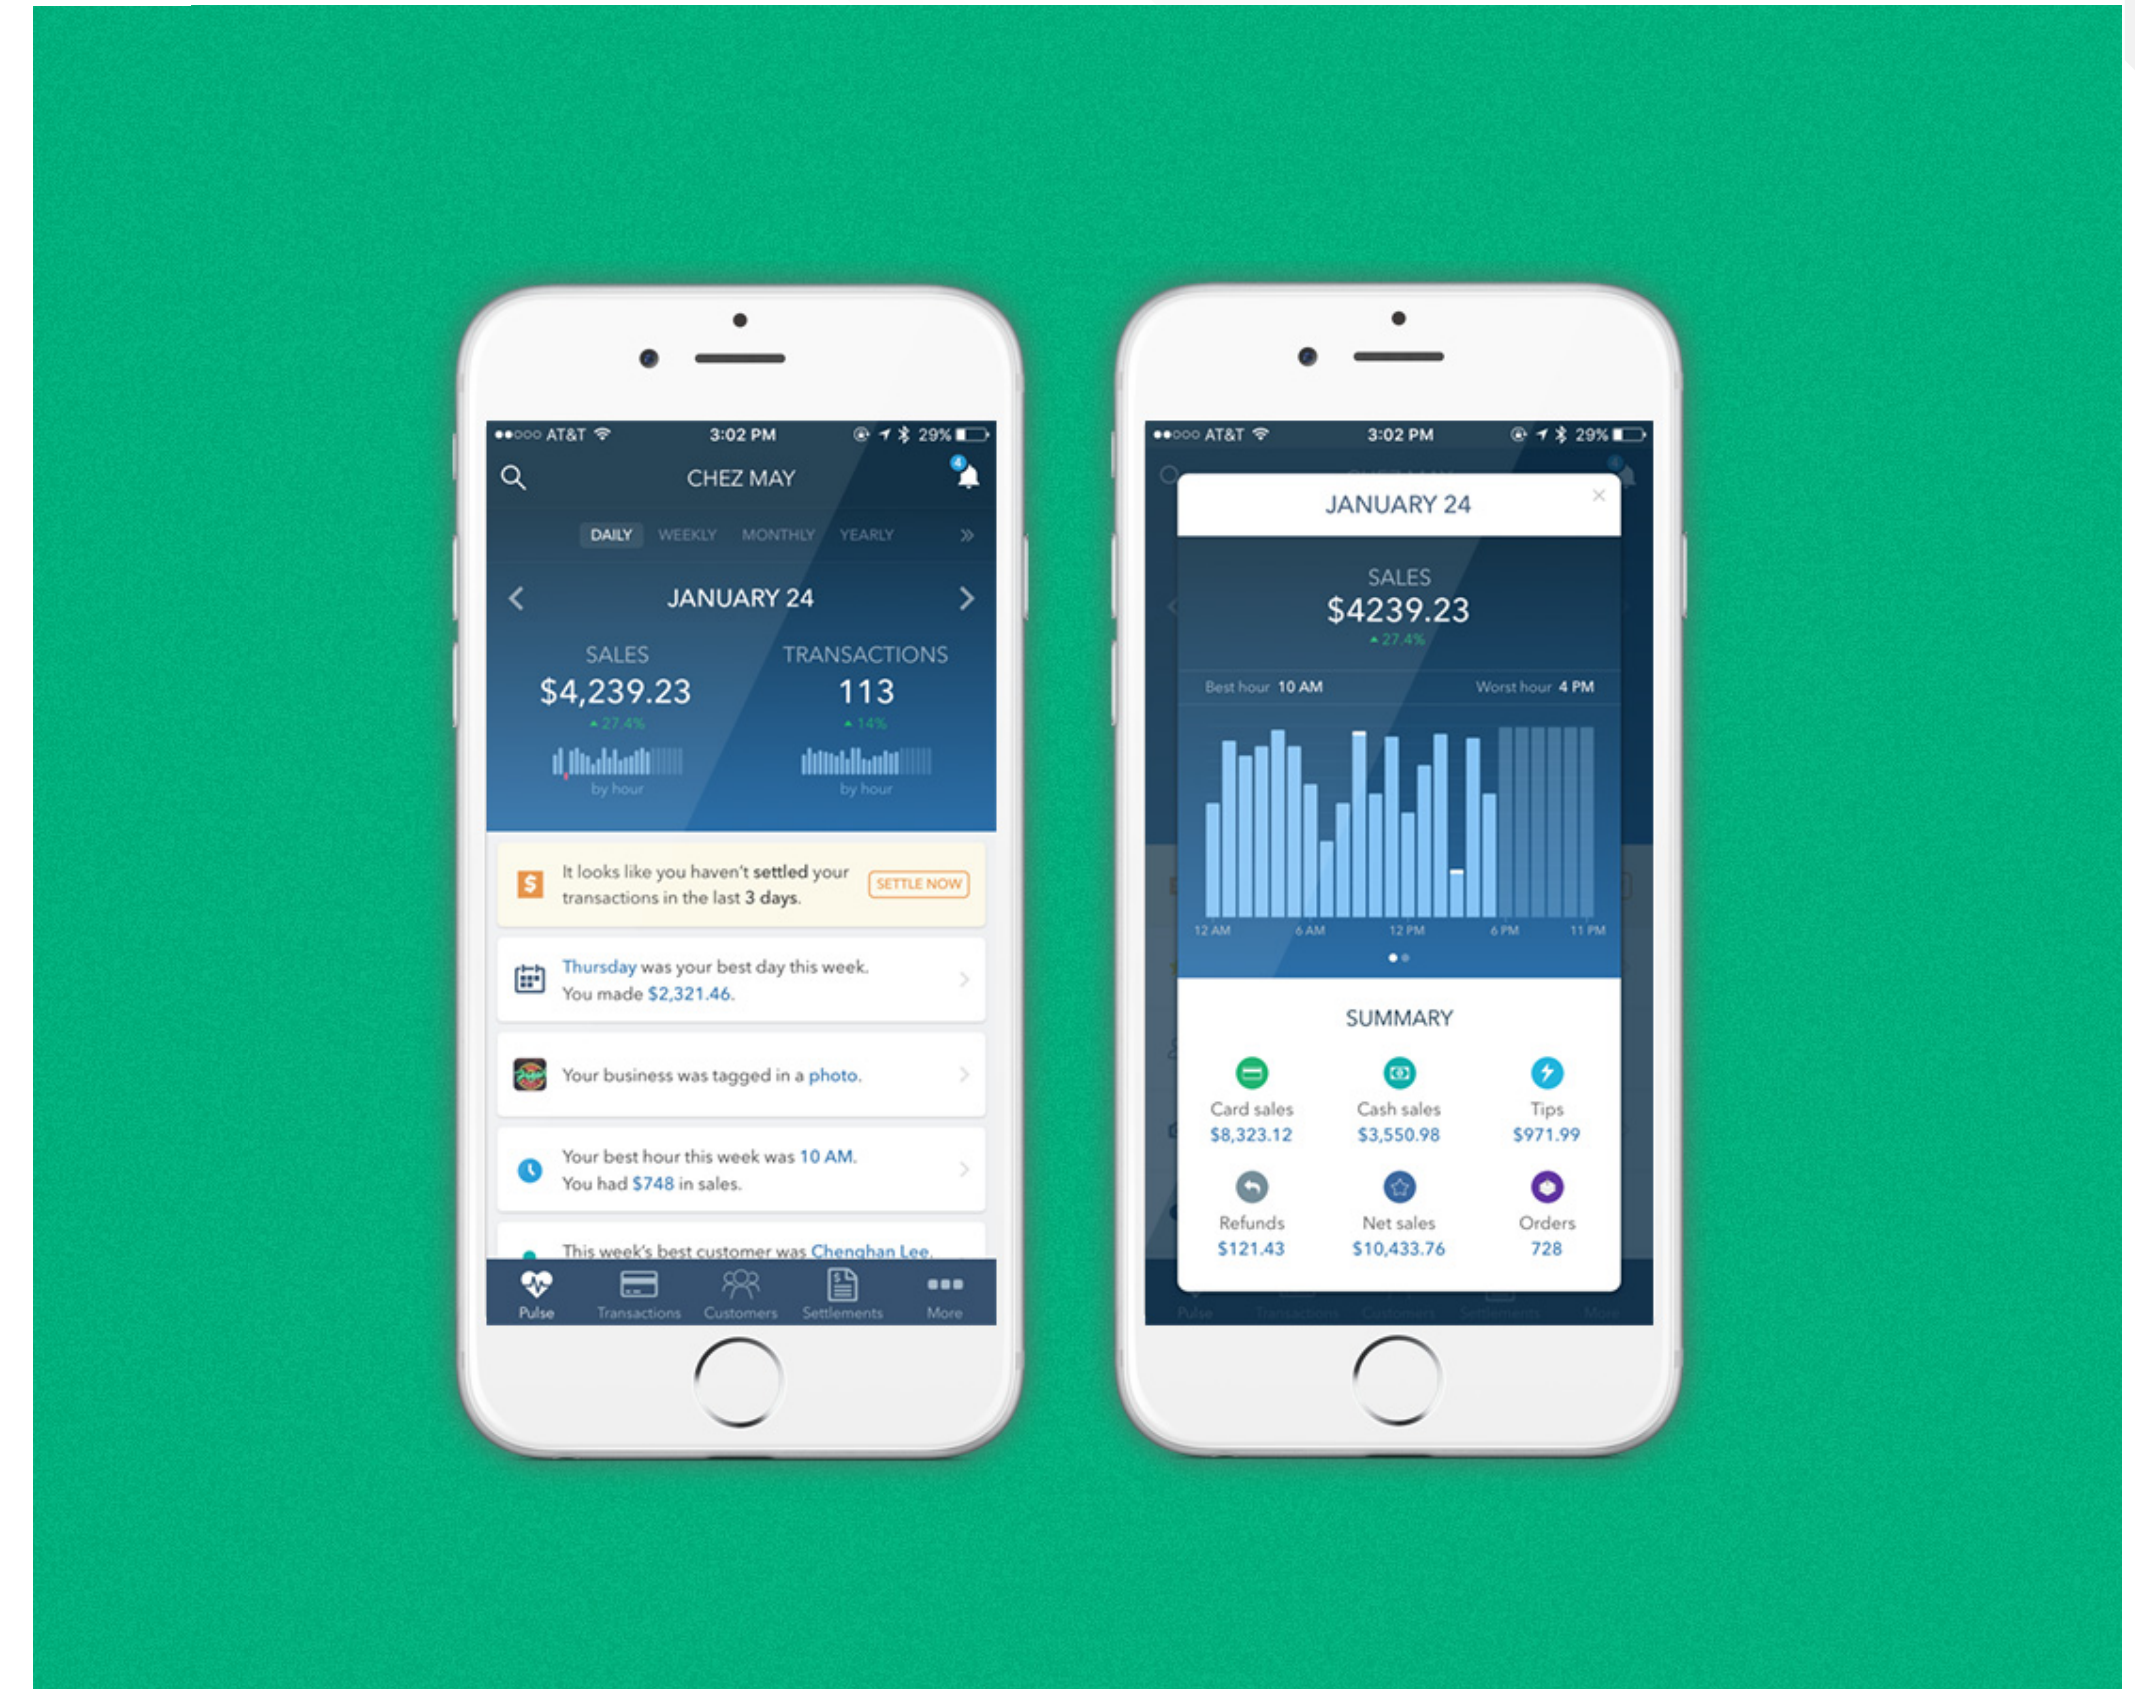 AT&T 3:02 PM 29%
CHEZ MAY 4
DAILY WEEKLY MONTHLY YEARLY »
JANUARY 24
SALES TRANSACTIONS
$4,239.23 113
27.4% 14%
by hour by hour
It looks like you haven't settled your
transactions in the last 3 days.
SETTLE NOW
Thursday was your best day this week.
You made $2,321.46.
Your business was tagged in a photo.
Your best hour this week was 10 AM.
You had $748 in sales.
This week's best customer was Chenghan Lee.
Pulse Transactions Customers Settlements More
AT&T 3:02 PM 29%
JANUARY 24 ×
SALES
$4239.23
27.4%
Best hour 10 AM Worst hour 4 PM
12 AM 6 AM 12 PM 6 PM 11 PM
SUMMARY
Card sales Cash sales Tips
$8,323.12 $3,550.98 $971.99
Refunds Net sales Orders
$121.43 $10,433.76 728
Pulse Transactions Customers Settlements More